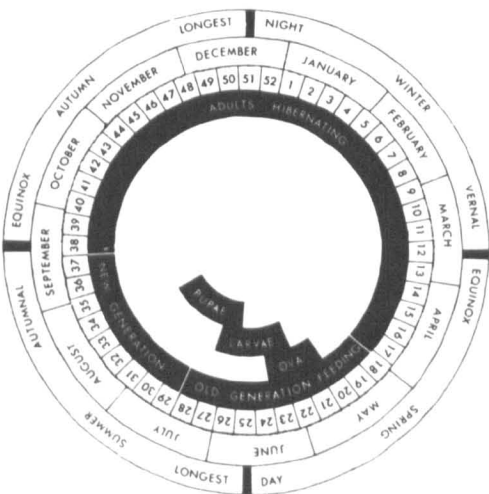 LONGEST NIGHT
WINTER
VERNAL EQUINOX
SPRING
LONGEST DAY
SUMMER
AUTUMNAL EQUINOX
AUTUMN
JANUARY
FEBRUARY
MARCH
APRIL
MAY
JUNE
JULY
AUGUST
SEPTEMBER
OCTOBER
NOVEMBER
DECEMBER
1 2 3 4 5 6 7 8 9 10 11 12 13 14 15 16 17 18 19 20 21 22 23 24 25 26 27 28 29 30 31 32 33 34 35 36 37 38 39 40 41 42 43 44 45 46 47 48 49 50 51 52
ADULTS HIBERNATING
OLD GENERATION FEEDING
NEW GENERATION
PUPAE
LARVAE
OVA